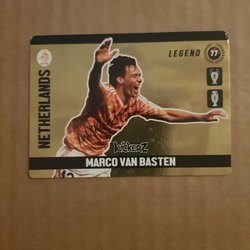 NETHERLANDS
LEGEND
77
kickerz
MARCO VAN BASTEN